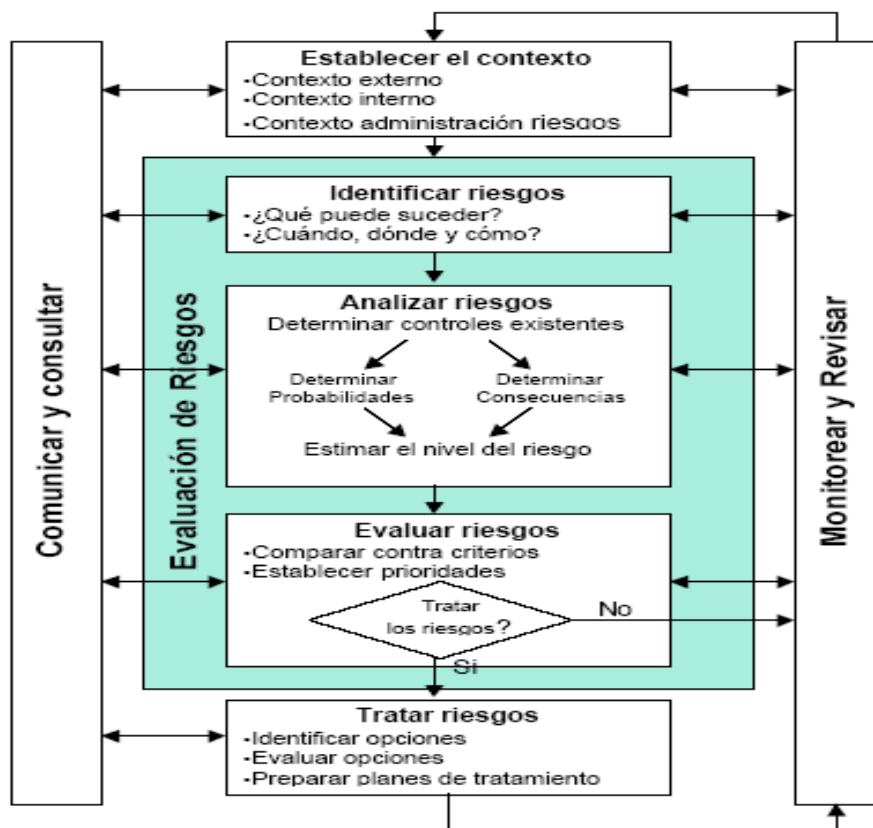 Establecer el contexto
•Contexto externo
•Contexto interno
•Contexto administración riesgos
Identificar riesgos
•¿Qué puede suceder?
•¿Cuándo, dónde y cómo?
Analizar riesgos
Determinar controles existentes
Determinar
Probabilidades
Determinar
Consecuencias
Estimar el nivel del riesgo
Evaluar riesgos
•Comparar contra criterios
•Establecer prioridades
Tratar
los riesgos?
No
Si
Tratar riesgos
•Identificar opciones
•Evaluar opciones
•Preparar planes de tratamiento
Comunicar y consultar
Evaluación de Riesgos
Monitorear y Revisar